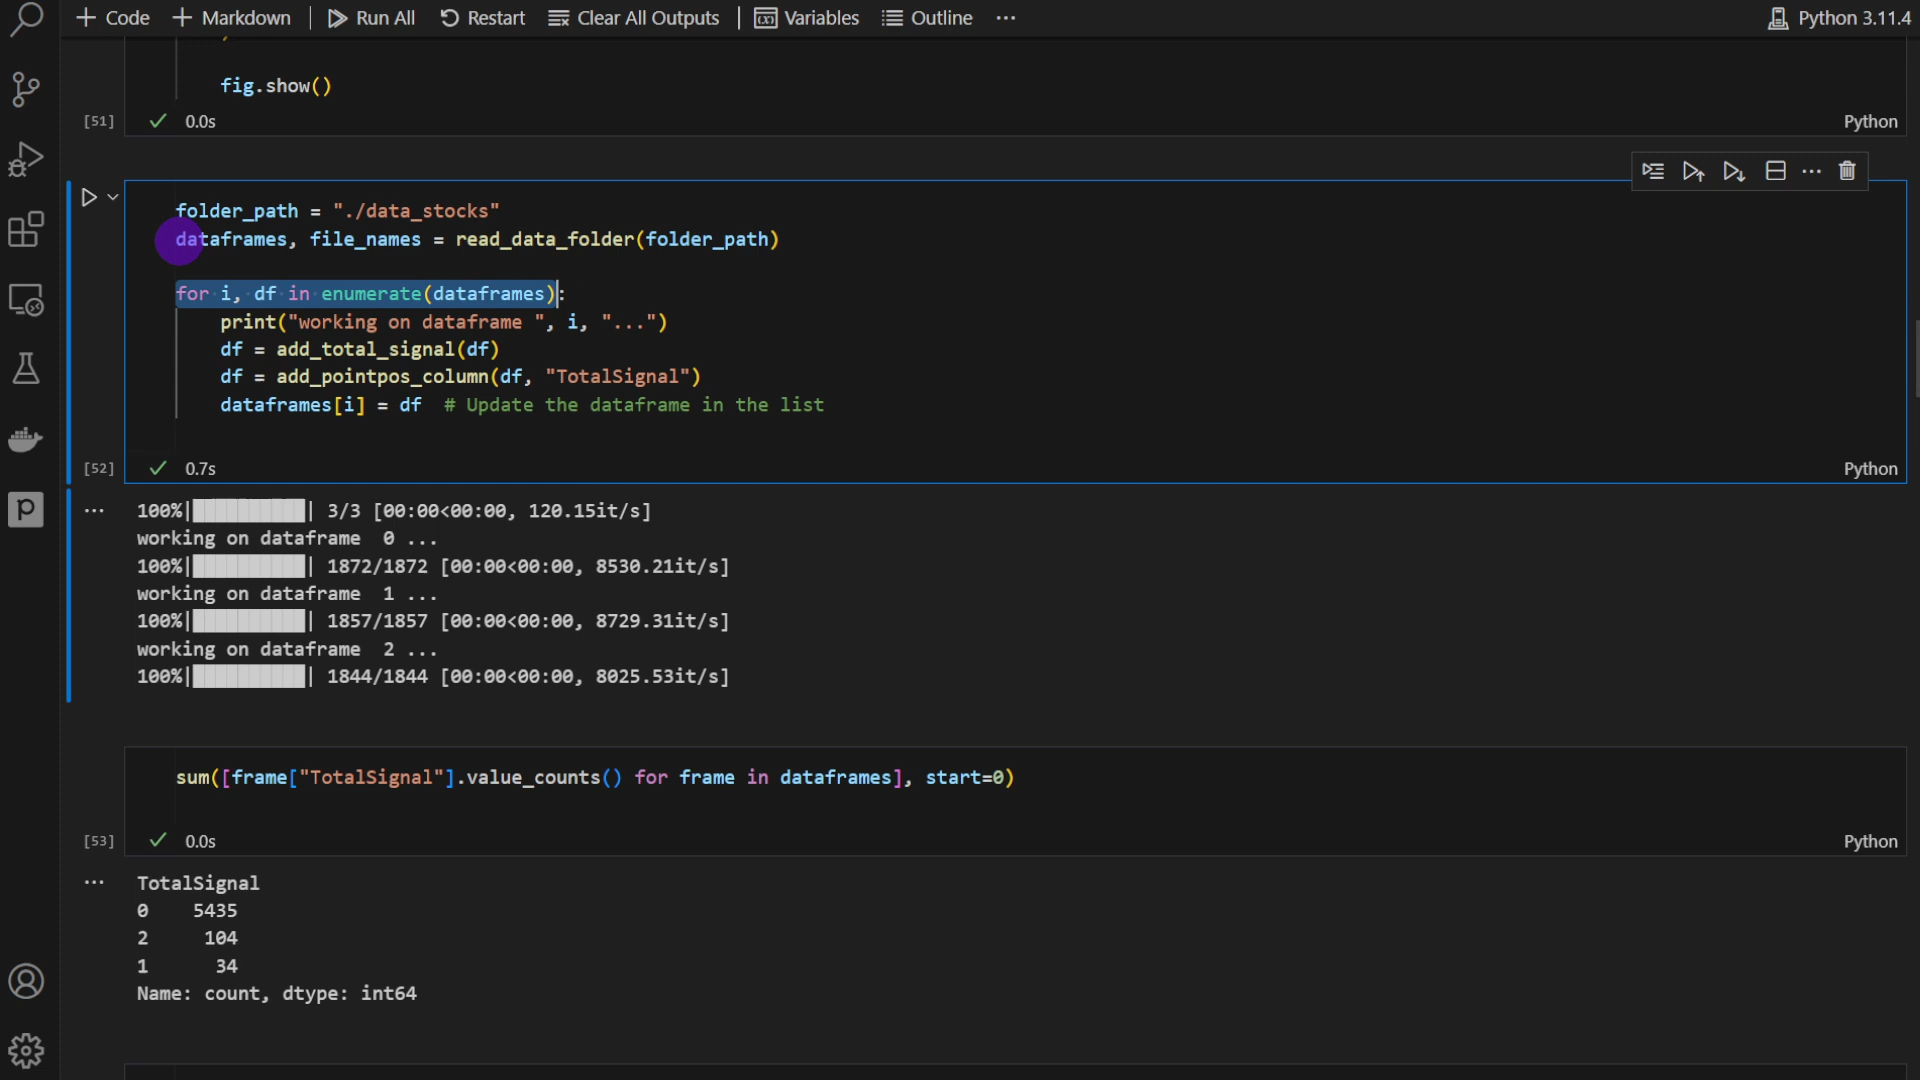 Code Markdown Run All Restart Clear All Outputs Variables Outline ... Python 3.11.4
fig.show()
[51] 0.0s Python
folder_path = "./data_stocks"
dataframes, file_names = read_data_folder(folder_path)
for i, df in enumerate(dataframes):
print("working on dataframe ", i, "...")
df = add_total_signal(df)
df = add_pointpos_column(df, "TotalSignal")
dataframes[i] = df # Update the dataframe in the list
[52] 0.7s Python
100%|██████████| 3/3 [00:00<00:00, 120.15it/s]
working on dataframe 0 ...
100%|██████████| 1872/1872 [00:00<00:00, 8530.21it/s]
working on dataframe 1 ...
100%|██████████| 1857/1857 [00:00<00:00, 8729.31it/s]
working on dataframe 2 ...
100%|██████████| 1844/1844 [00:00<00:00, 8025.53it/s]
sum([frame["TotalSignal"].value_counts() for frame in dataframes], start=0)
[53] 0.0s Python
TotalSignal
0 5435
2 104
1 34
Name: count, dtype: int64